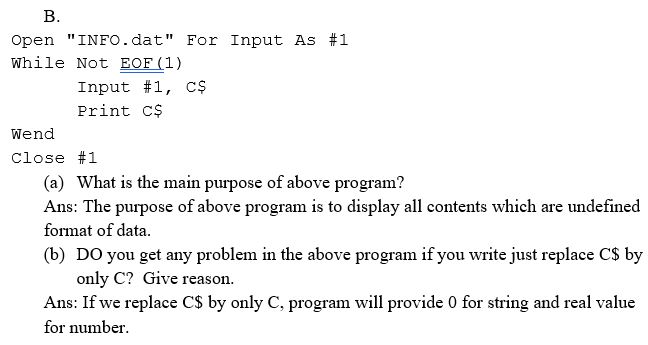 B.
Open "INFO.dat" For Input As #1
While Not EOF(1)
Input #1, C$
Print C$
Wend
Close #1
(a) What is the main purpose of above program?
Ans: The purpose of above program is to display all contents which are undefined
format of data.
(b) DO you get any problem in the above program if you write just replace C$ by
only C? Give reason.
Ans: If we replace C$ by only C, program will provide 0 for string and real value
for number.